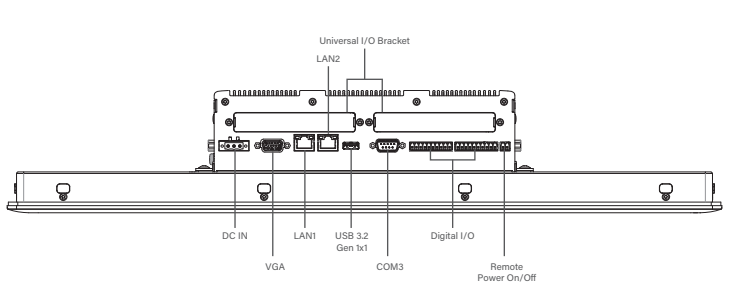 Universal I/O Bracket
LAN2
DC IN
LAN1
USB 3.2
Gen 1x1
Digital I/O
VGA
COM3
Remote
Power On/Off